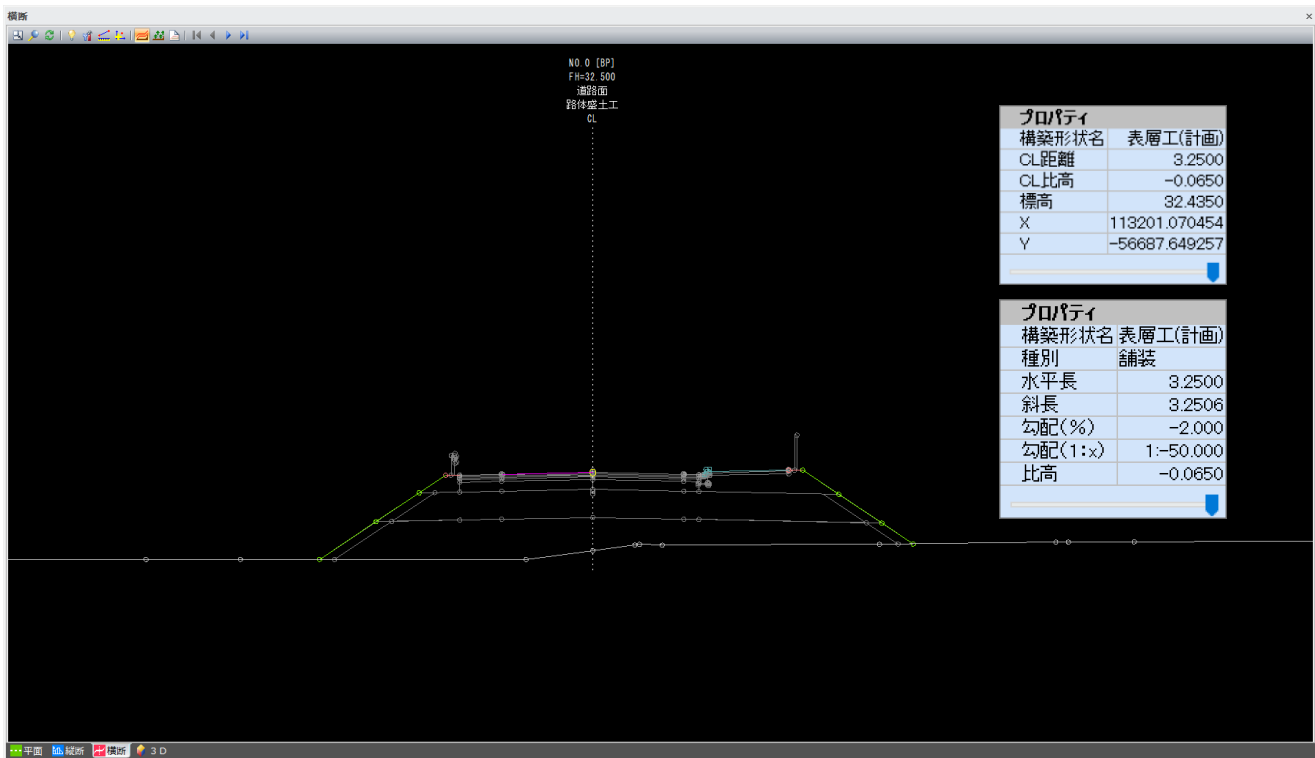 横断
NO.0 [BP]
FH=32.500
道路面
路体盛土工
CL
プロパティ
構築形状名 表層工(計画)
CL距離 3.2500
CL比高 -0.0650
標高 32.4350
X 113201.070454
Y -56687.649257
プロパティ
構築形状名 表層工(計画)
種別 舗装
水平長 3.2500
斜長 3.2506
勾配(%) -2.000
勾配(1:x) 1:-50.000
比高 -0.0650
平面 縦断 横断 3D